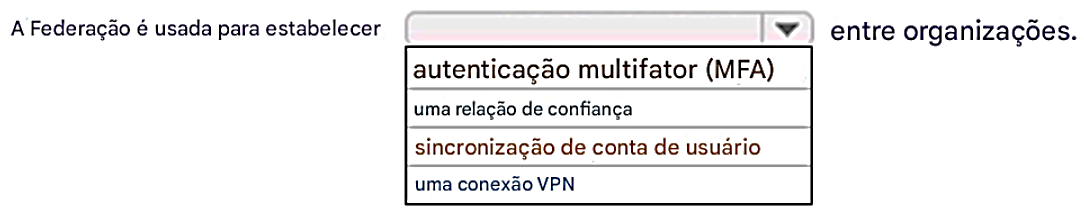 A Federação é usada para estabelecer
entre organizações.
autenticação multifator (MFA)
uma relação de confiança
sincronização de conta de usuário
uma conexão VPN